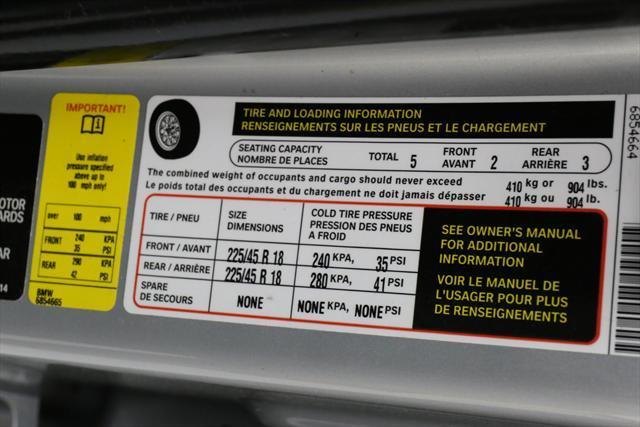 OTOR
ARDS
AR
14
IMPORTANT!
Use inflation
pressure specified
above up to
100 mph only!
over 100 mph
FRONT 240 KPA
35 PSI
REAR 290 KPA
42 PSI
BMW
6854665
TIRE AND LOADING INFORMATION
RENSEIGNEMENTS SUR LES PNEUS ET LE CHARGEMENT
SEATING CAPACITY
NOMBRE DE PLACES
TOTAL 5
FRONT
AVANT 2
REAR
ARRIÈRE 3
The combined weight of occupants and cargo should never exceed 410 kg or 904 lbs.
Le poids total des occupants et du chargement ne doit jamais dépasser 410 kg ou 904 lb.
TIRE / PNEU
SIZE
DIMENSIONS
COLD TIRE PRESSURE
PRESSION DES PNEUS
A FROID
FRONT / AVANT 225/45 R 18 240 KPA, 35 PSI
REAR / ARRIÈRE 225/45 R 18 280 KPA, 41 PSI
SPARE
DE SECOURS
NONE NONE KPA, NONE PSI
SEE OWNER'S MANUAL
FOR ADDITIONAL
INFORMATION
VOIR LE MANUEL DE
L'USAGER POUR PLUS
DE RENSEIGNEMENTS
6854664